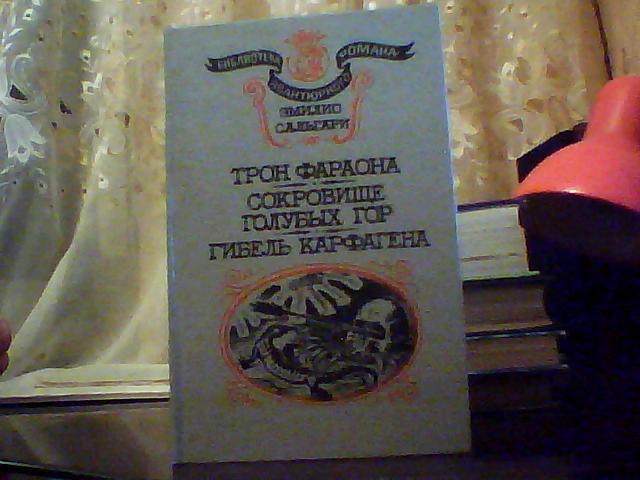 БИБЛИОТЕКА
АВАНТЮРНОГО
РОМАНА
ЭМИЛИО
САЛЬГАРИ
ТРОН ФАРАОНА
СОКРОВИЩЕ
ГОЛУБЫХ ГОР
ГИБЕЛЬ КАРФАГЕНА